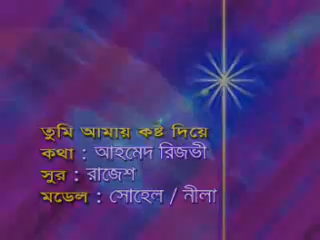 তুমি আমায় কষ্ট দিয়ে
কথা : আহমেদ রিজভী
সুর : রাজেশ
মডেল : সোহেল / নীলা